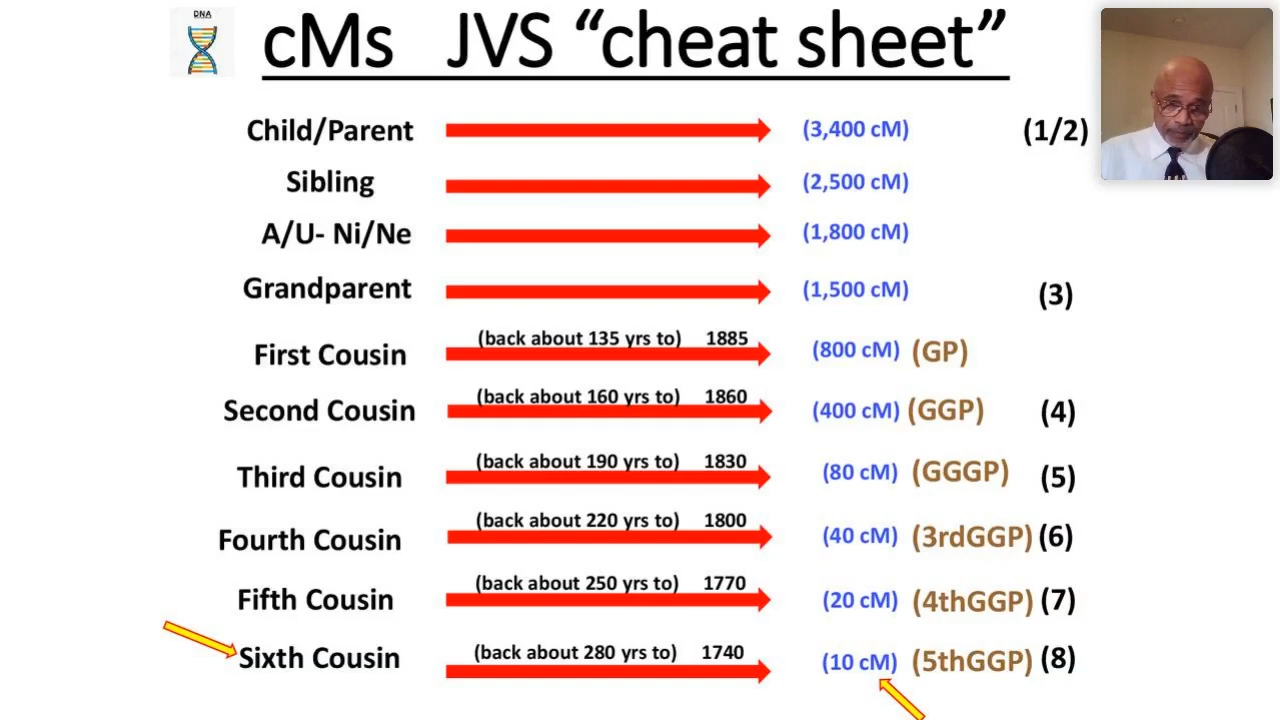 DNA
cMs JVS “cheat sheet”
Child/Parent (3,400 cM) (1/2)
Sibling (2,500 cM)
A/U- Ni/Ne (1,800 cM)
Grandparent (1,500 cM) (3)
First Cousin (back about 135 yrs to) 1885 (800 cM) (GP)
Second Cousin (back about 160 yrs to) 1860 (400 cM) (GGP) (4)
Third Cousin (back about 190 yrs to) 1830 (80 cM) (GGGP) (5)
Fourth Cousin (back about 220 yrs to) 1800 (40 cM) (3rdGGP) (6)
Fifth Cousin (back about 250 yrs to) 1770 (20 cM) (4thGGP) (7)
Sixth Cousin (back about 280 yrs to) 1740 (10 cM) (5thGGP) (8)